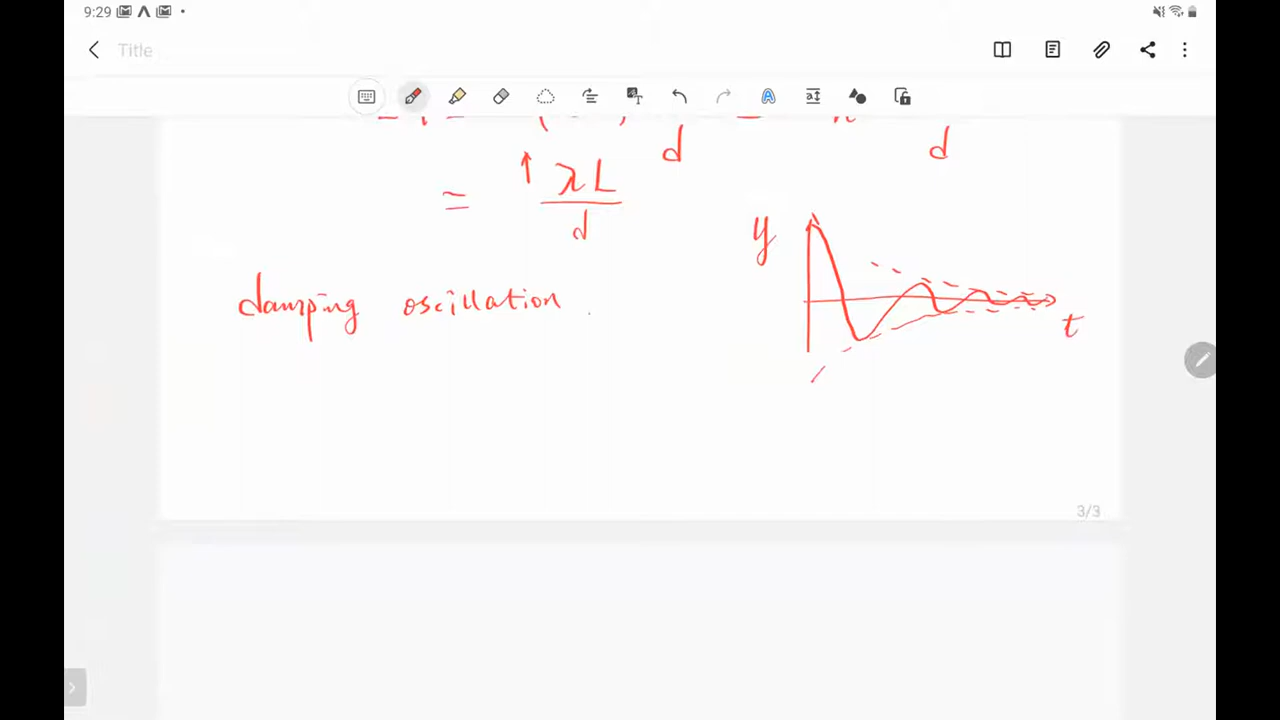 9:29
Title
d d
≃ ↑ λL / d
y
damping oscillation.
t
3/3